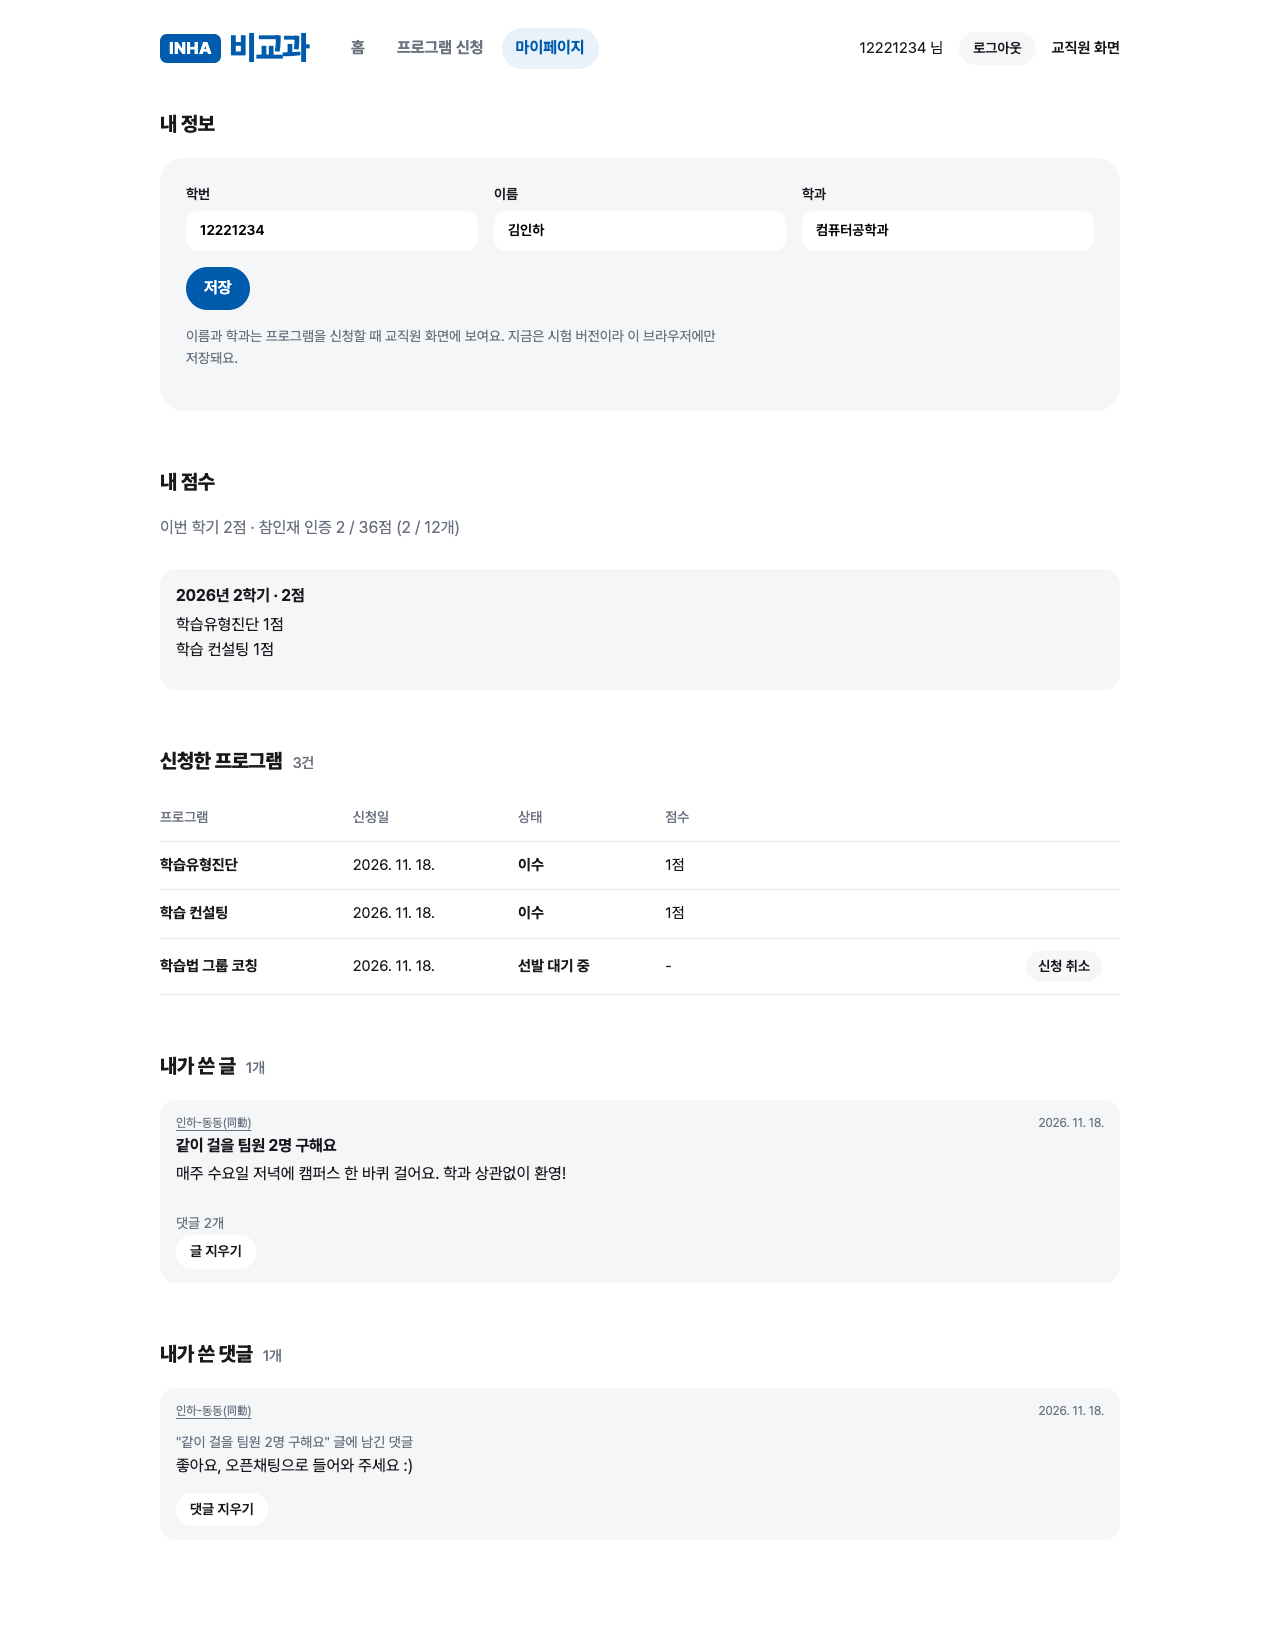 INHA 비교과 홈 프로그램 신청 마이페이지 12221234 님 로그아웃 교직원 화면
내 정보
학번 이름 학과
12221234 김인하 컴퓨터공학과
저장
이름과 학과는 프로그램을 신청할 때 교직원 화면에 보여요. 지금은 시험 버전이라 이 브라우저에만
저장돼요.
내 점수
이번 학기 2점 · 참인재 인증 2 / 36점 (2 / 12개)
2026년 2학기 · 2점
학습유형진단 1점
학습 컨설팅 1점
신청한 프로그램 3건
프로그램 신청일 상태 점수
학습유형진단 2026. 11. 18. 이수 1점
학습 컨설팅 2026. 11. 18. 이수 1점
학습법 그룹 코칭 2026. 11. 18. 선발 대기 중 - 신청 취소
내가 쓴 글 1개
인하-동동(同動) 2026. 11. 18.
같이 걸을 팀원 2명 구해요
매주 수요일 저녁에 캠퍼스 한 바퀴 걸어요. 학과 상관없이 환영!
댓글 2개
글 지우기
내가 쓴 댓글 1개
인하-동동(同動) 2026. 11. 18.
"같이 걸을 팀원 2명 구해요" 글에 남긴 댓글
좋아요, 오픈채팅으로 들어와 주세요 :)
댓글 지우기